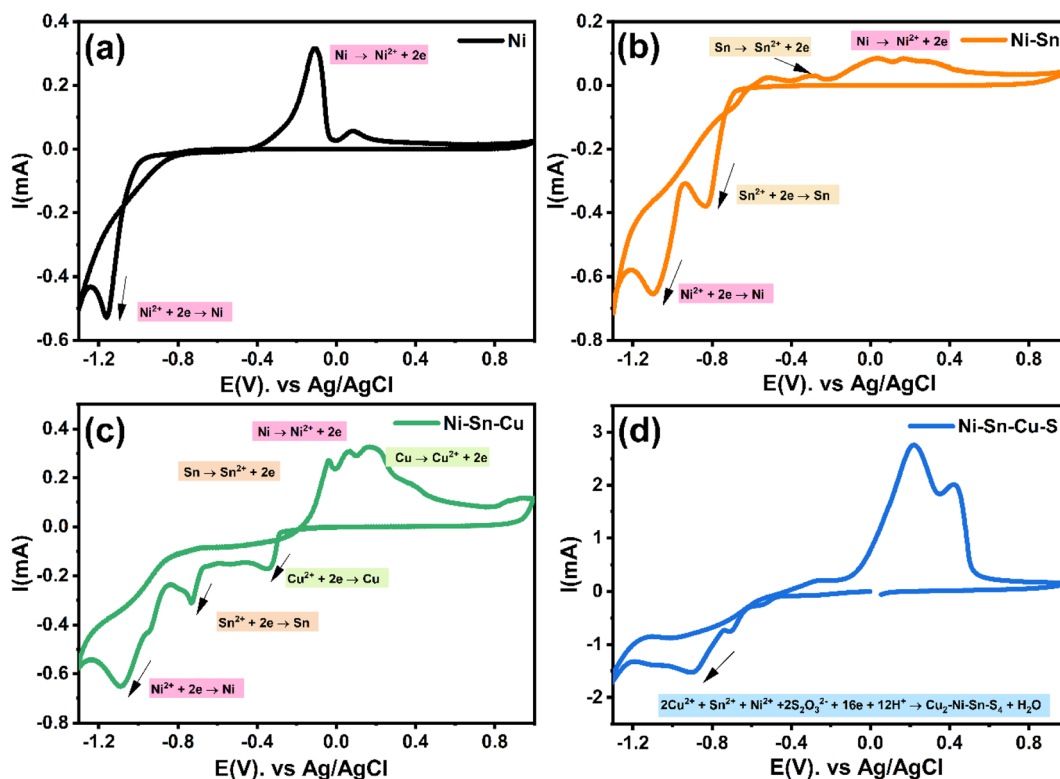 (a)
Ni
Ni → Ni²⁺ + 2e
Ni²⁺ + 2e → Ni
0.4
0.2
0.0
-0.2
-0.4
-0.6
I(mA)
-1.2 -0.8 -0.4 0.0 0.4 0.8
E(V). vs Ag/AgCl
(b)
Ni-Sn
Sn → Sn²⁺ + 2e
Ni → Ni²⁺ + 2e
Sn²⁺ + 2e → Sn
Ni²⁺ + 2e → Ni
0.2
0.0
-0.2
-0.4
-0.6
-0.8
I(mA)
-1.2 -0.8 -0.4 0.0 0.4 0.8
E(V). vs Ag/AgCl
(c)
Ni-Sn-Cu
Ni → Ni²⁺ + 2e
Cu → Cu²⁺ + 2e
Sn → Sn²⁺ + 2e
Cu²⁺ + 2e → Cu
Sn²⁺ + 2e → Sn
Ni²⁺ + 2e → Ni
0.4
0.2
0.0
-0.2
-0.4
-0.6
-0.8
I(mA)
-1.2 -0.8 -0.4 0.0 0.4 0.8
E(V). vs Ag/AgCl
(d)
Ni-Sn-Cu-S
2Cu²⁺ + Sn²⁺ + Ni²⁺ +2S₂O₃²⁻ + 16e + 12H⁺ → Cu₂-Ni-Sn-S₄ + H₂O
3
2
1
0
-1
-2
I(mA)
-1.2 -0.8 -0.4 0.0 0.4 0.8
E(V). vs Ag/AgCl